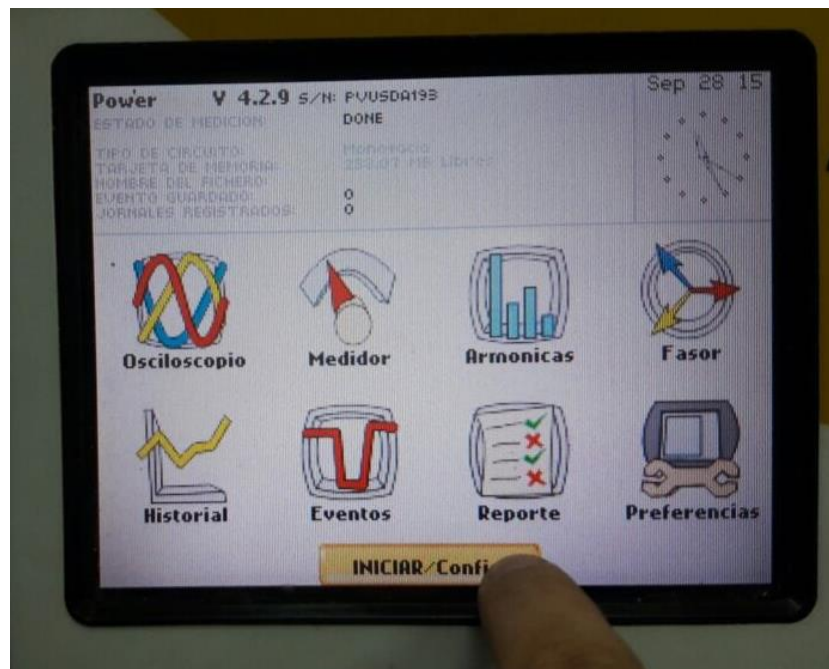 Power V 4.2.9 S/N: PVUSDA193
Sep 28 15
ESTADO DE MEDICION: DONE
TIPO DE CIRCUITO: Monofasico
TARJETA DE MEMORIA: MB Libres
NOMBRE DEL FICHERO:
EVENTO GUARDADO: 0
JORNALES REGISTRADOS: 0
Osciloscopio Medidor Armonicas Fasor
Historial Eventos Reporte Preferencias
INICIAR/Confi